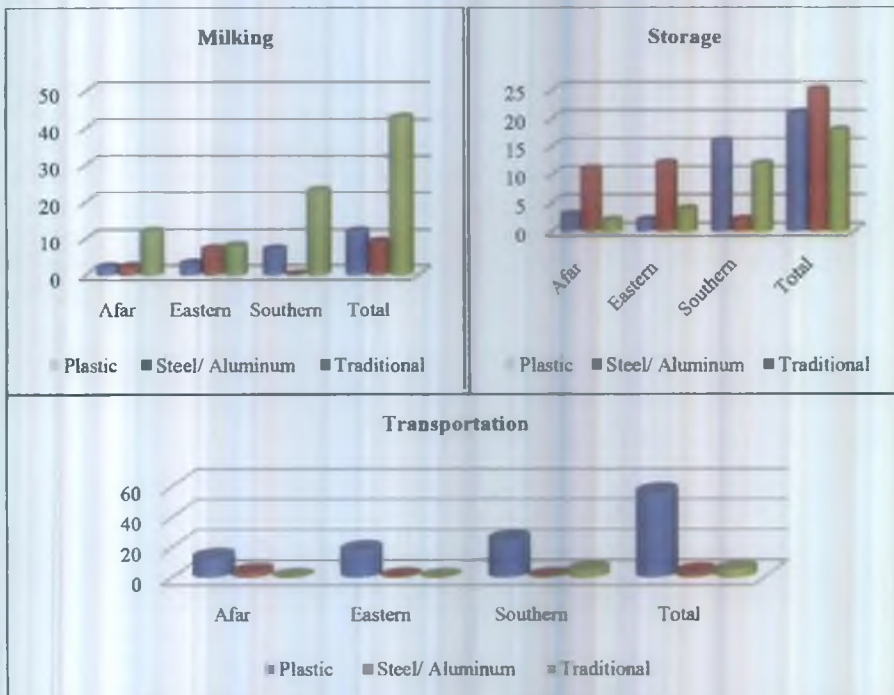 Milking
50
40
30
20
10
0
Afar Eastern Southern Total
Plastic Steel/ Aluminum Traditional
Storage
25
20
15
10
5
0
Afar Eastern Southern Total
Plastic Steel/ Aluminum Traditional
Transportation
60
40
20
0
Afar Eastern Southern Total
Plastic Steel/ Aluminum Traditional